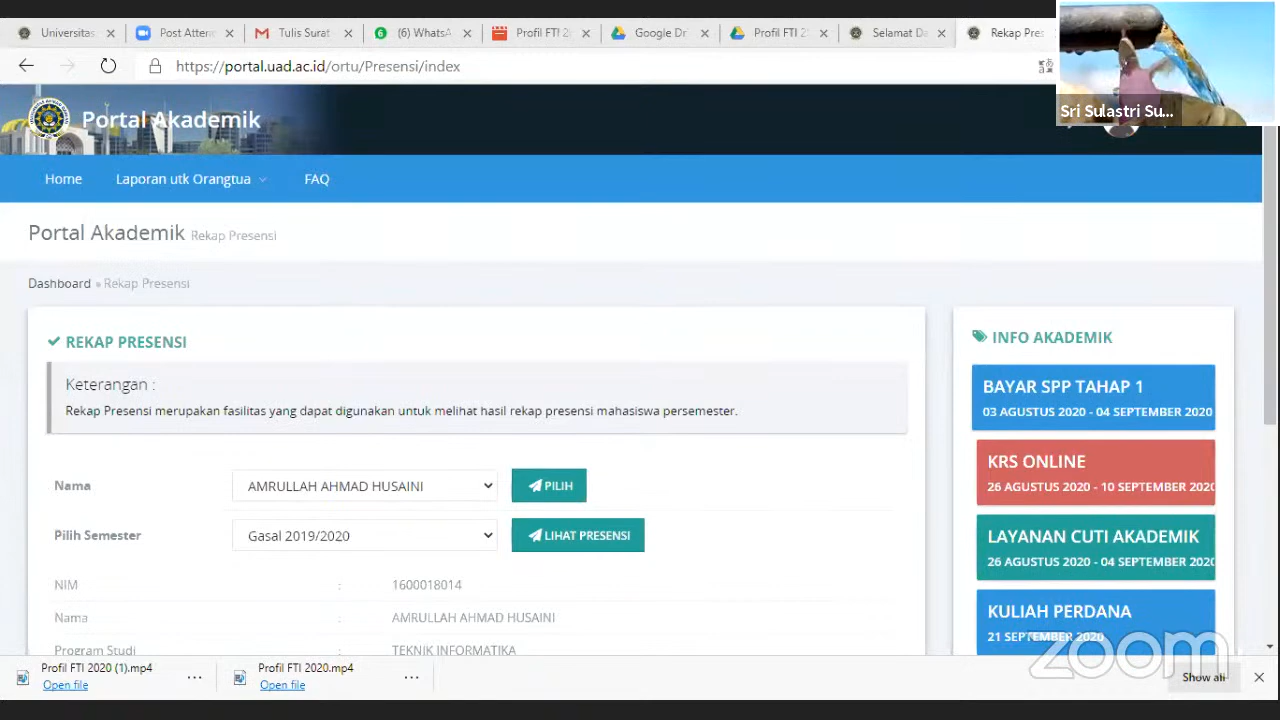 Universitas
Post Atten
Tulis Surat
(6) WhatsA
Profil FTI 2
Google Dri
Profil FTI 2
Selamat Da
Rekap Pres
https://portal.uad.ac.id/ortu/Presensi/index
Sri Sulastri Su...
Portal Akademik
Home
Laporan utk Orangtua
FAQ
Portal Akademik Rekap Presensi
Dashboard » Rekap Presensi
REKAP PRESENSI
Keterangan :
Rekap Presensi merupakan fasilitas yang dapat digunakan untuk melihat hasil rekap presensi mahasiswa persemester.
Nama
AMRULLAH AHMAD HUSAINI
PILIH
Pilih Semester
Gasal 2019/2020
LIHAT PRESENSI
NIM : 1600018014
Nama : AMRULLAH AHMAD HUSAINI
Program Studi TEKNIK INFORMATIKA
INFO AKADEMIK
BAYAR SPP TAHAP 1
03 AGUSTUS 2020 - 04 SEPTEMBER 2020
KRS ONLINE
26 AGUSTUS 2020 - 10 SEPTEMBER 2020
LAYANAN CUTI AKADEMIK
26 AGUSTUS 2020 - 04 SEPTEMBER 2020
KULIAH PERDANA
21 SEPTEMBER 2020
zoom
Profil FTI 2020 (1).mp4
Open file
Profil FTI 2020.mp4
Open file
Show all